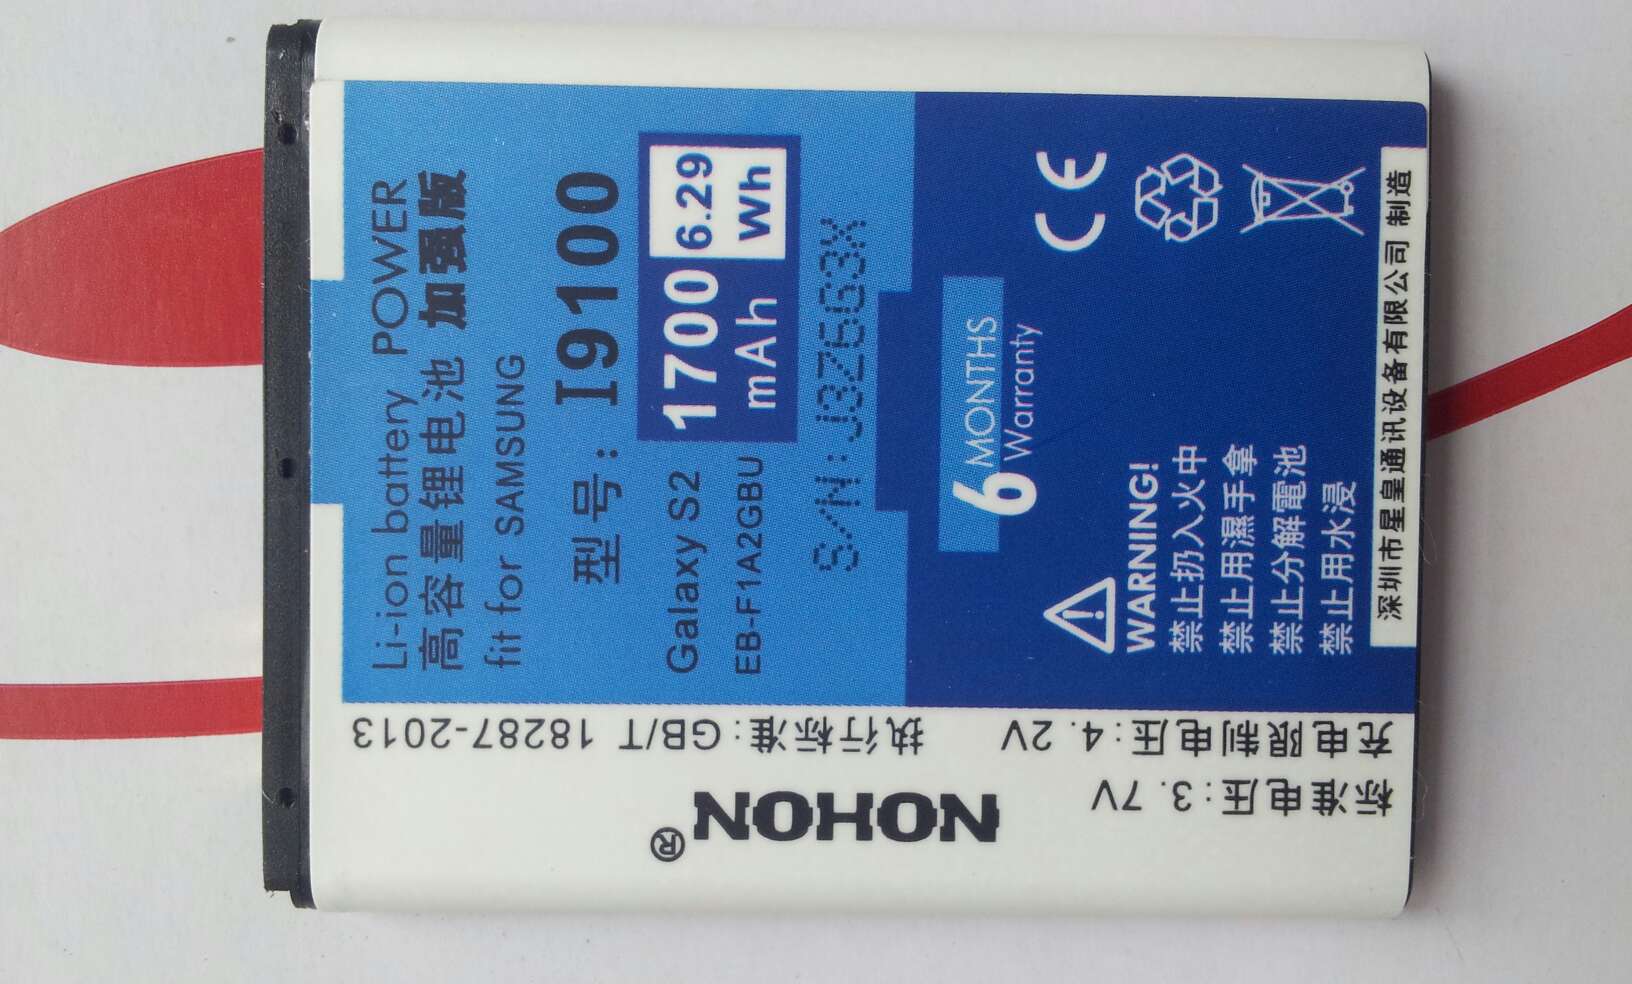 Li-ion battery POWER
高容量锂电池 加强版
fit for SAMSUNG
型号: I9100
Galaxy S2
EB-F1A2GBU
1700 mAh
6.29 Wh
S/N:J3Z6G3X
6 MONTHS
Warranty
CE
WARNING!
禁止扔入火中
禁止用濕手拿
禁止分解電池
禁止用水浸
深圳市星星通讯设备有限公司 制造
NOHON®
标准电压:3.7V
充电限制电压:4.2V
执行标准:GB/T 18287-2013